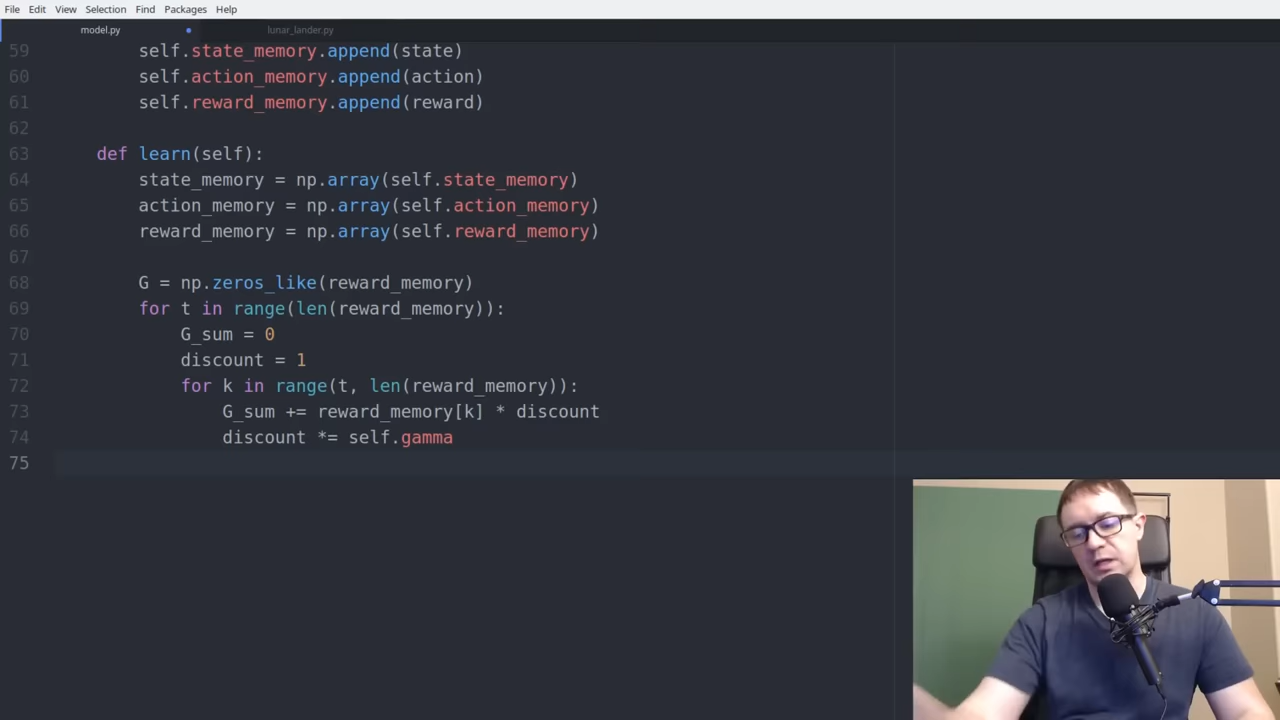 File Edit View Selection Find Packages Help
model.py lunar_lander.py
59 self.state_memory.append(state)
60 self.action_memory.append(action)
61 self.reward_memory.append(reward)
62
63 def learn(self):
64 state_memory = np.array(self.state_memory)
65 action_memory = np.array(self.action_memory)
66 reward_memory = np.array(self.reward_memory)
67
68 G = np.zeros_like(reward_memory)
69 for t in range(len(reward_memory)):
70 G_sum = 0
71 discount = 1
72 for k in range(t, len(reward_memory)):
73 G_sum += reward_memory[k] * discount
74 discount *= self.gamma
75